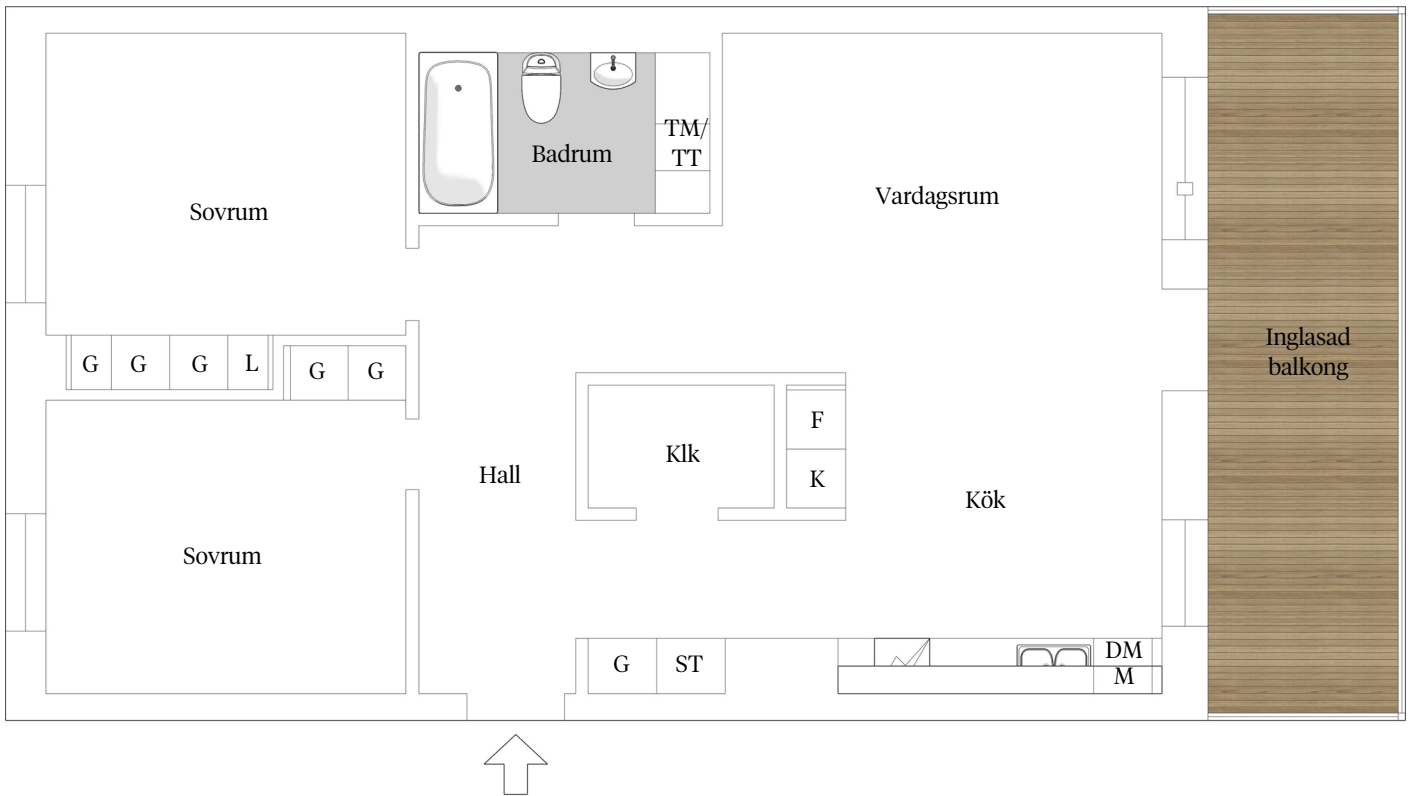 Badrum
TM/
TT
Sovrum
Vardagsrum
G
G
G
L
G
G
Inglasad
balkong
F
K
Klk
Hall
Kök
Sovrum
G
ST
DM
M